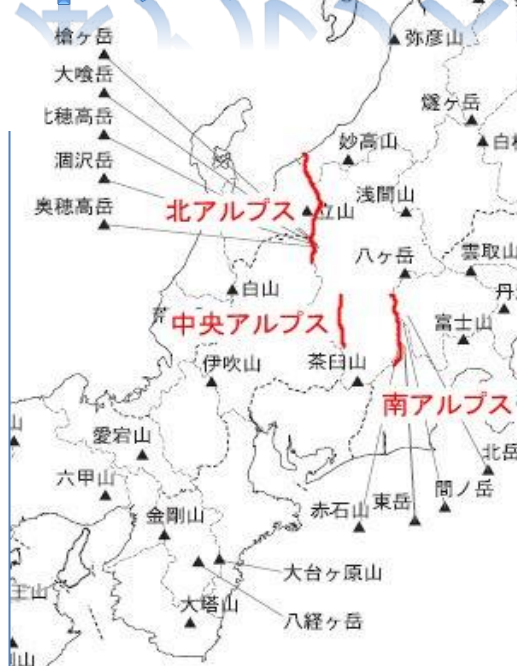 槍ヶ岳
弥彦山
大喰岳
燧ヶ岳
北穂高岳
妙高山
涸沢岳
浅間山
奥穂高岳
北アルプス
立山
八ヶ岳
雲取山
白山
中央アルプス
富士山
伊吹山
茶臼山
南アルプス
愛宕山
北岳
六甲山
間ノ岳
金剛山
赤石山
東岳
大台ヶ原山
大塔山
八経ヶ岳